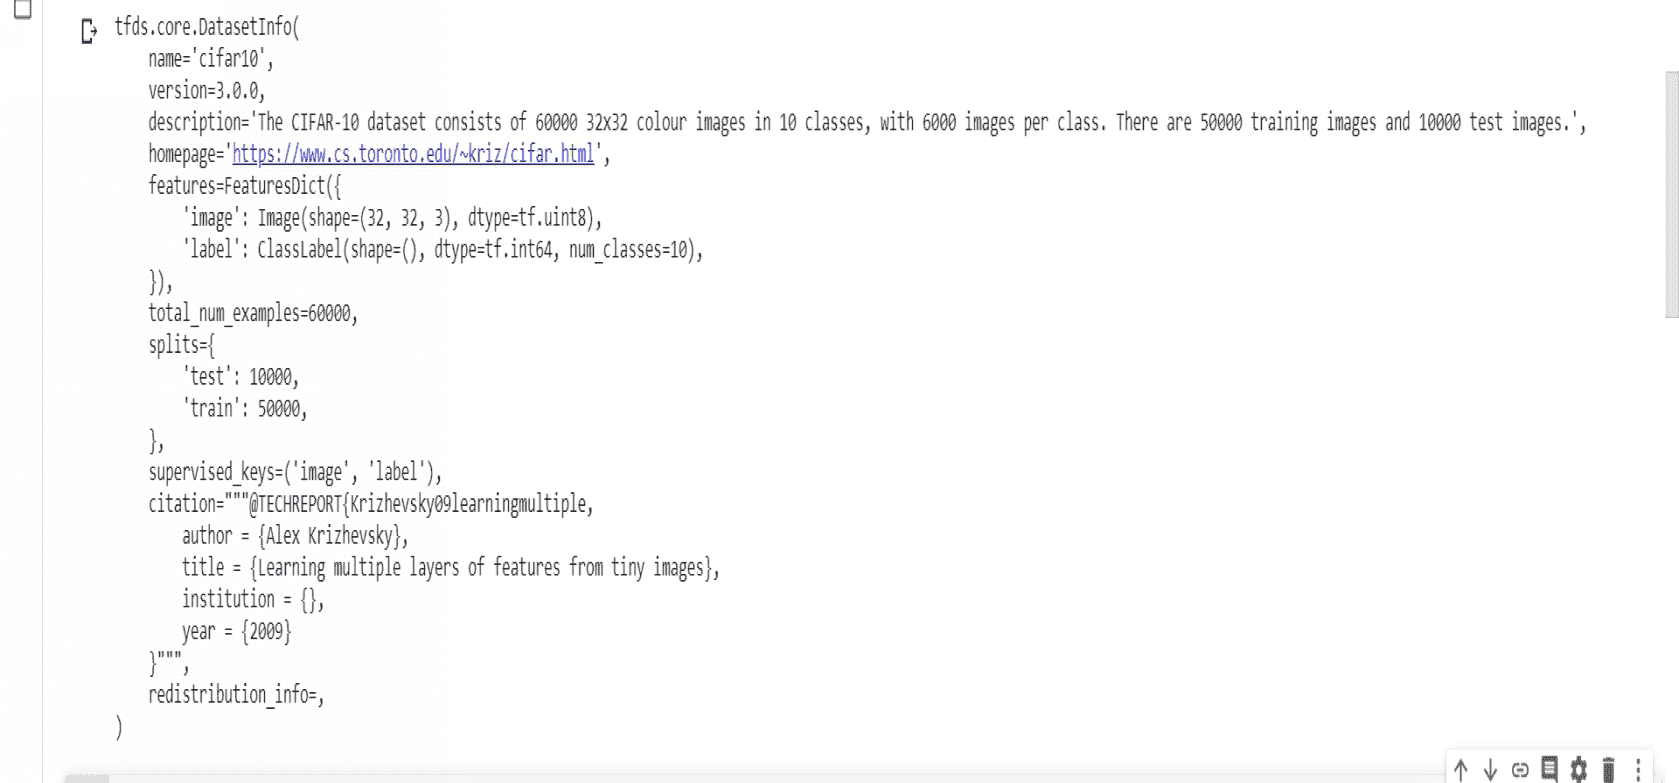 tfds.core.DatasetInfo(
name='cifar10',
version=3.0.0,
description='The CIFAR-10 dataset consists of 60000 32x32 colour images in 10 classes, with 6000 images per class. There are 50000 training images and 10000 test images.',
homepage='https://www.cs.toronto.edu/~kriz/cifar.html',
features=FeaturesDict({
'image': Image(shape=(32, 32, 3), dtype=tf.uint8),
'label': ClassLabel(shape=(), dtype=tf.int64, num_classes=10),
}),
total_num_examples=60000,
splits={
'test': 10000,
'train': 50000,
},
supervised_keys=('image', 'label'),
citation="""@TECHREPORT{Krizhevsky09learningmultiple,
author = {Alex Krizhevsky},
title = {Learning multiple layers of features from tiny images},
institution = {},
year = {2009}
}""",
redistribution_info=,
)